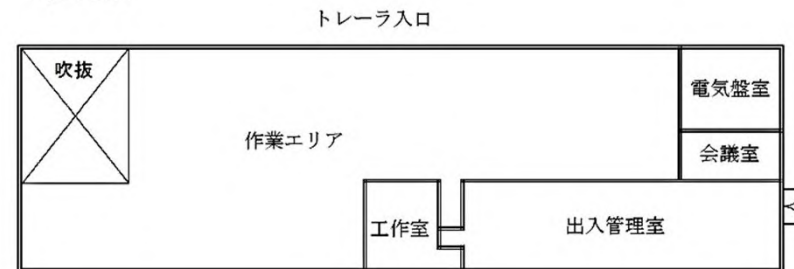 トレーラ入口
吹抜
電気盤室
作業エリア
会議室
工作室
出入管理室